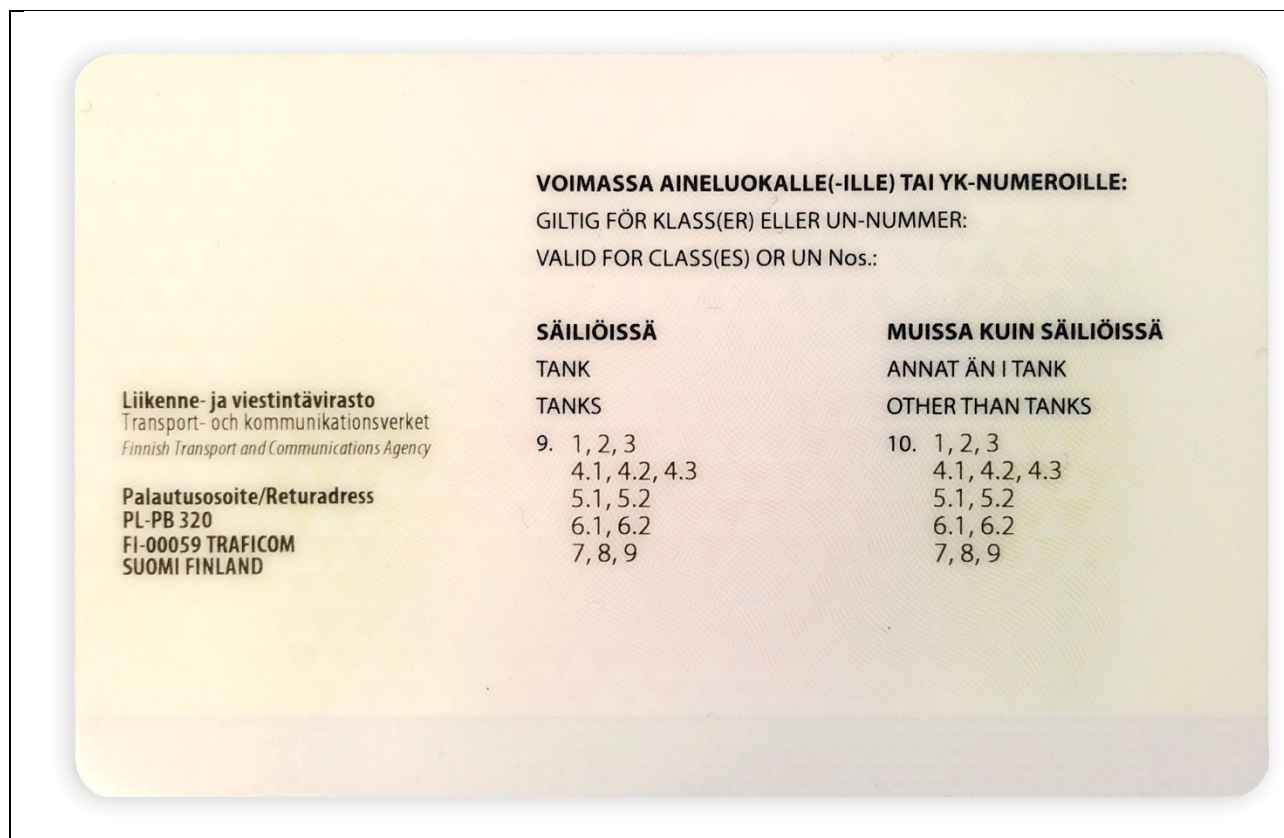 VOIMASSA AINELUOKALLE(-ILLE) TAI YK-NUMEROILLE:
GILTIG FÖR KLASS(ER) ELLER UN-NUMMER:
VALID FOR CLASS(ES) OR UN Nos.:
Liikenne- ja viestintävirasto
Transport- och kommunikationsverket
Finnish Transport and Communications Agency
Palautusosoite/Returadress
PL-PB 320
FI-00059 TRAFICOM
SUOMI FINLAND
SÄILIÖISSÄ
TANK
TANKS
9. 1, 2, 3
4.1, 4.2, 4.3
5.1, 5.2
6.1, 6.2
7, 8, 9
MUISSA KUIN SÄILIÖISSÄ
ANNAT ÄN I TANK
OTHER THAN TANKS
10. 1, 2, 3
4.1, 4.2, 4.3
5.1, 5.2
6.1, 6.2
7, 8, 9